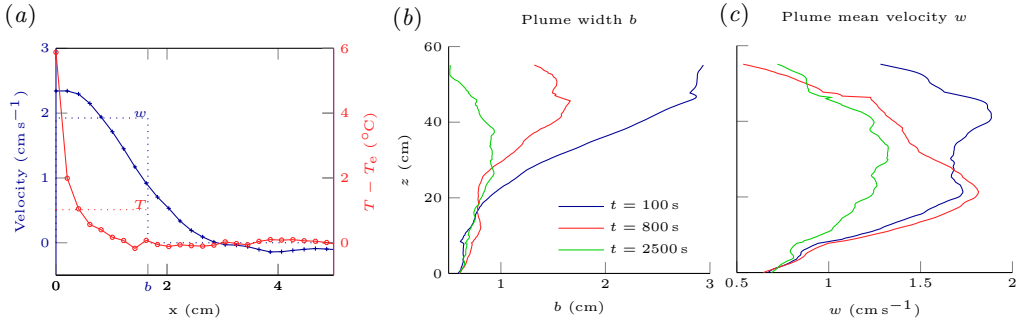 (a)
3
2
1
0
Velocity (cm s⁻¹)
6
4
2
0
T − Tₑ (°C)
w
T
0
b
2
4
x (cm)
(b)
Plume width b
60
40
20
0
z (cm)
t = 100 s
t = 800 s
t = 2500 s
0.5
1
2
3
b (cm)
(c)
Plume mean velocity w
0.5
1
1.5
2
w (cm s⁻¹)